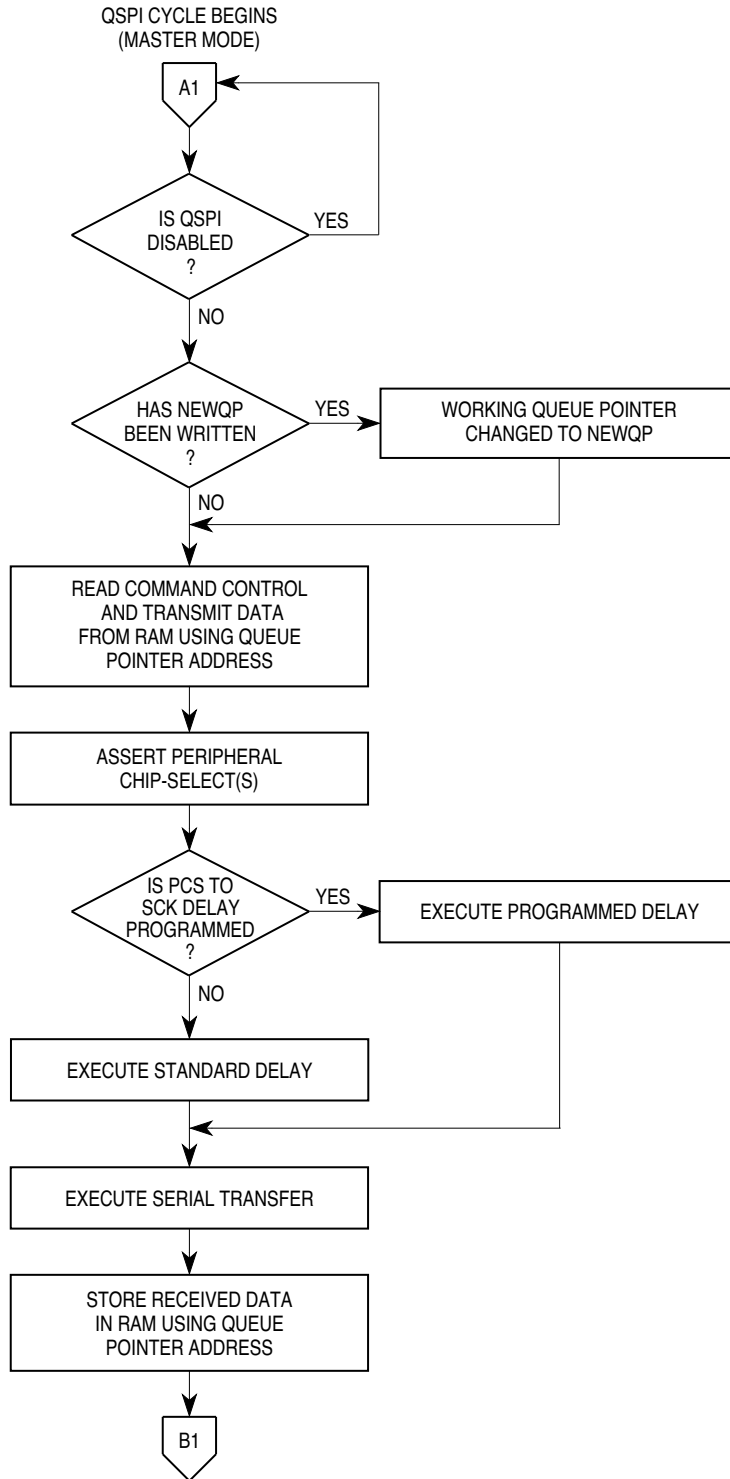 QSPI CYCLE BEGINS
(MASTER MODE)
A1
IS QSPI
DISABLED
?
YES
NO
HAS NEWQP
BEEN WRITTEN
?
YES
WORKING QUEUE POINTER
CHANGED TO NEWQP
NO
READ COMMAND CONTROL
AND TRANSMIT DATA
FROM RAM USING QUEUE
POINTER ADDRESS
ASSERT PERIPHERAL
CHIP-SELECT(S)
IS PCS TO
SCK DELAY
PROGRAMMED
?
YES
EXECUTE PROGRAMMED DELAY
NO
EXECUTE STANDARD DELAY
EXECUTE SERIAL TRANSFER
STORE RECEIVED DATA
IN RAM USING QUEUE
POINTER ADDRESS
B1